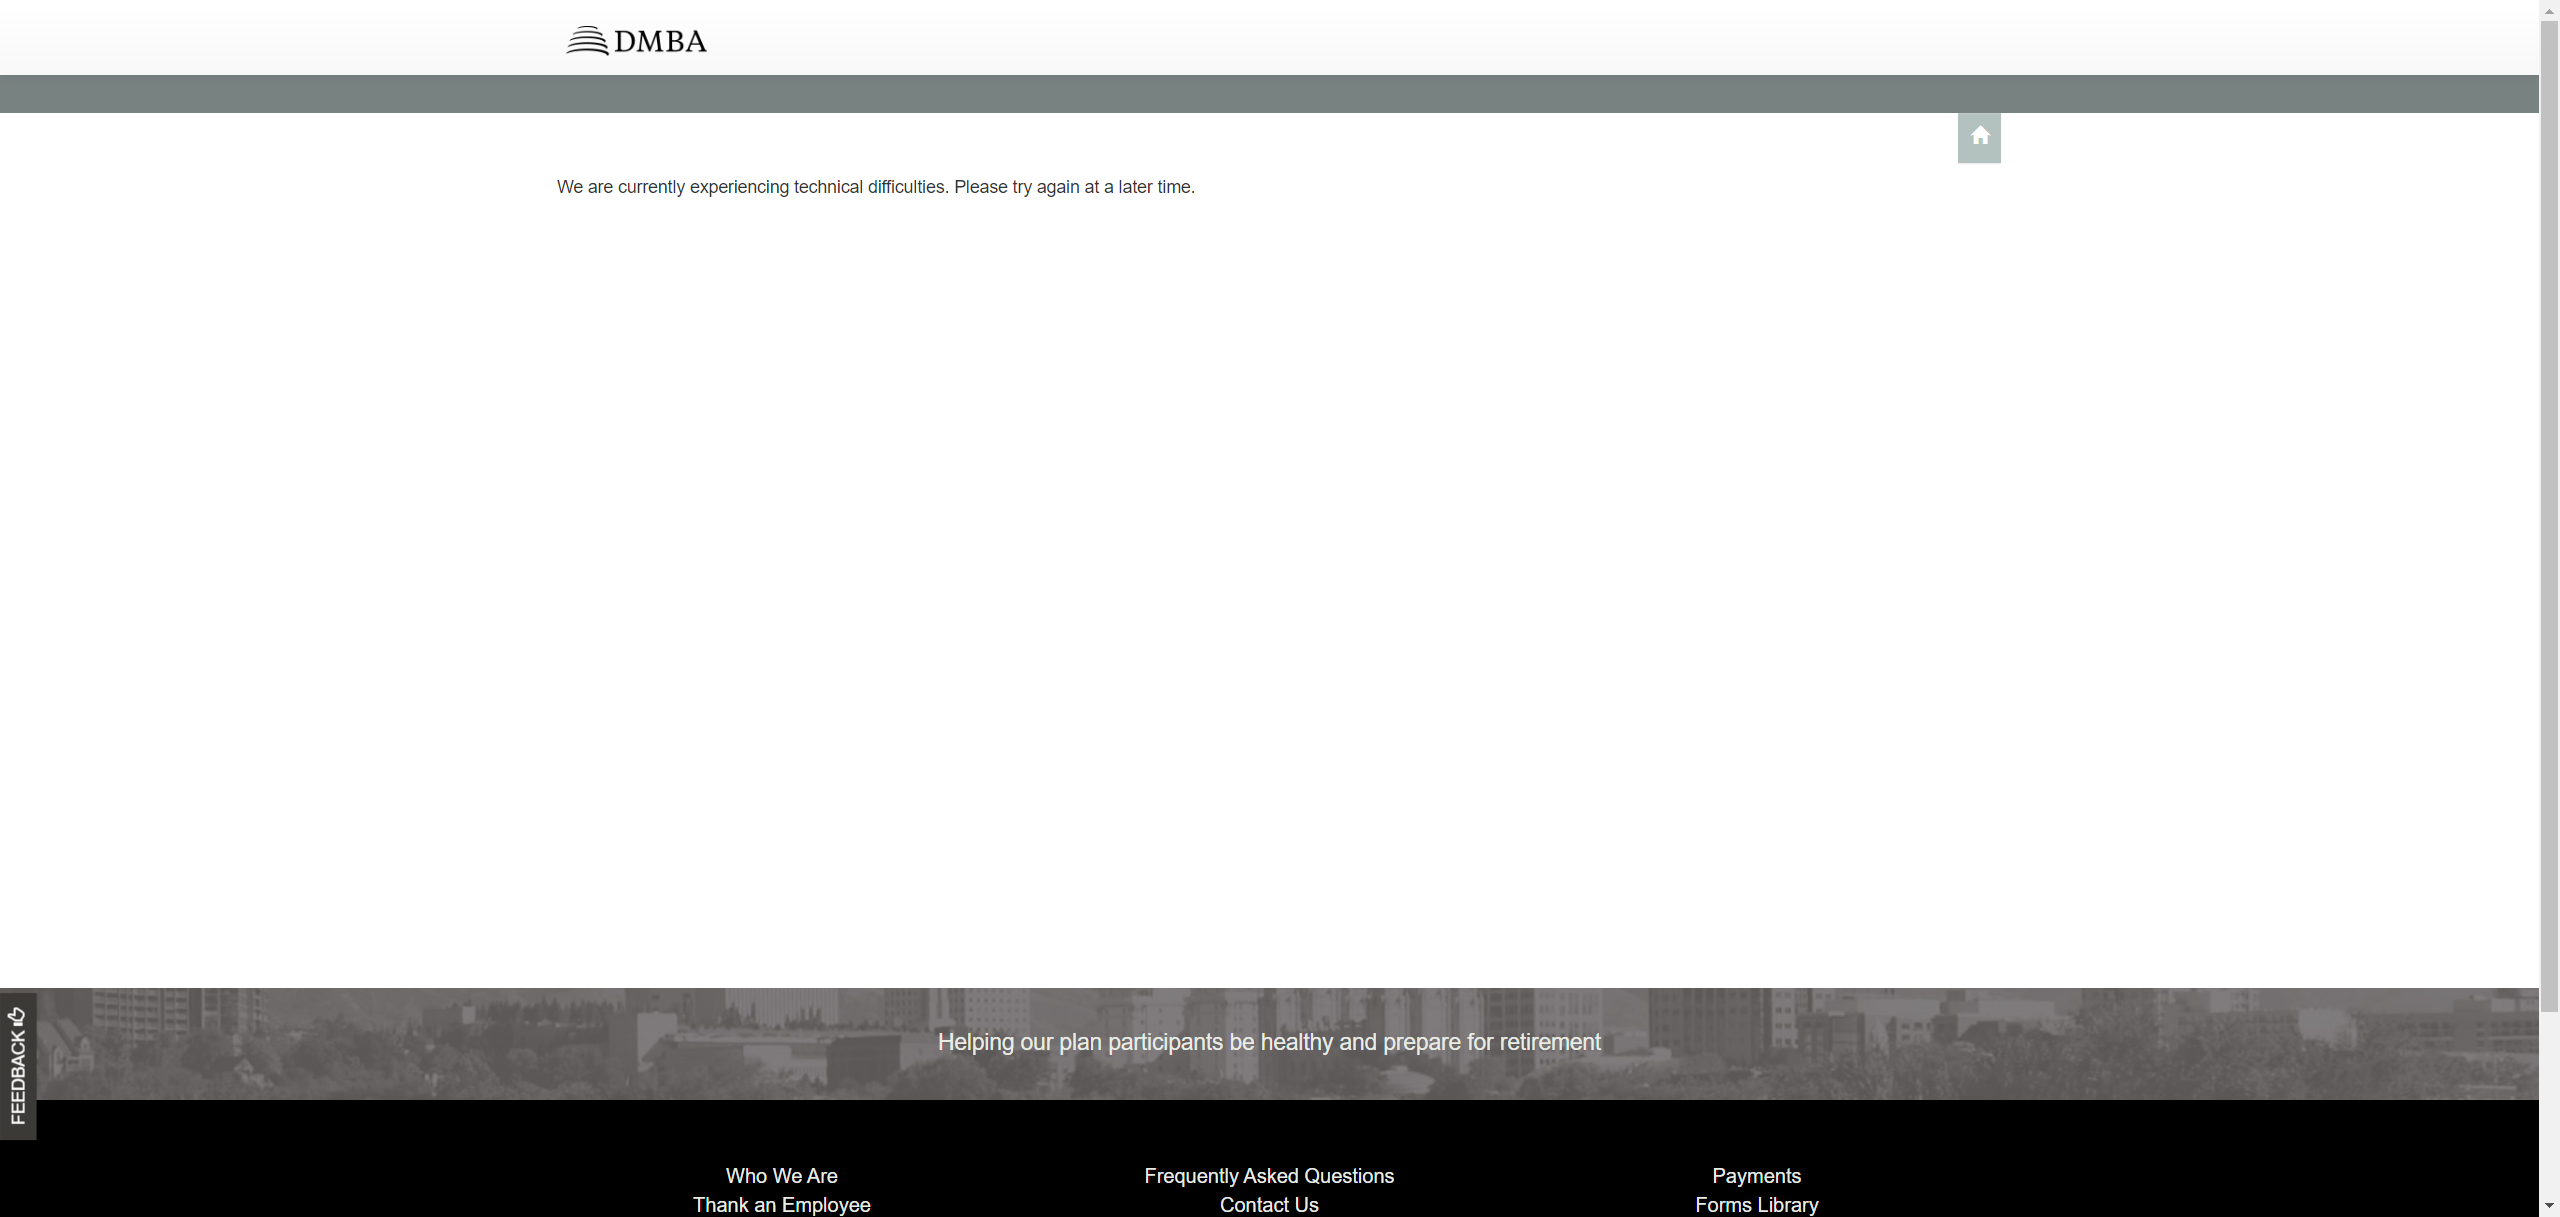 DMBA
We are currently experiencing technical difficulties. Please try again at a later time.
Helping our plan participants be healthy and prepare for retirement
FEEDBACK
Who We Are
Thank an Employee
Frequently Asked Questions
Contact Us
Payments
Forms Library